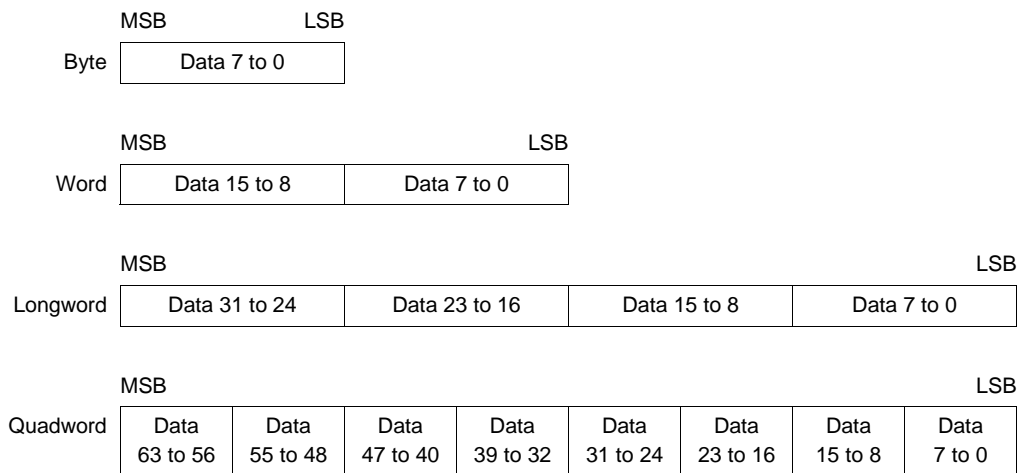 MSB LSB
Byte Data 7 to 0
MSB LSB
Word Data 15 to 8 Data 7 to 0
MSB LSB
Longword Data 31 to 24 Data 23 to 16 Data 15 to 8 Data 7 to 0
MSB LSB
Quadword Data Data Data Data Data Data Data Data
63 to 56 55 to 48 47 to 40 39 to 32 31 to 24 23 to 16 15 to 8 7 to 0